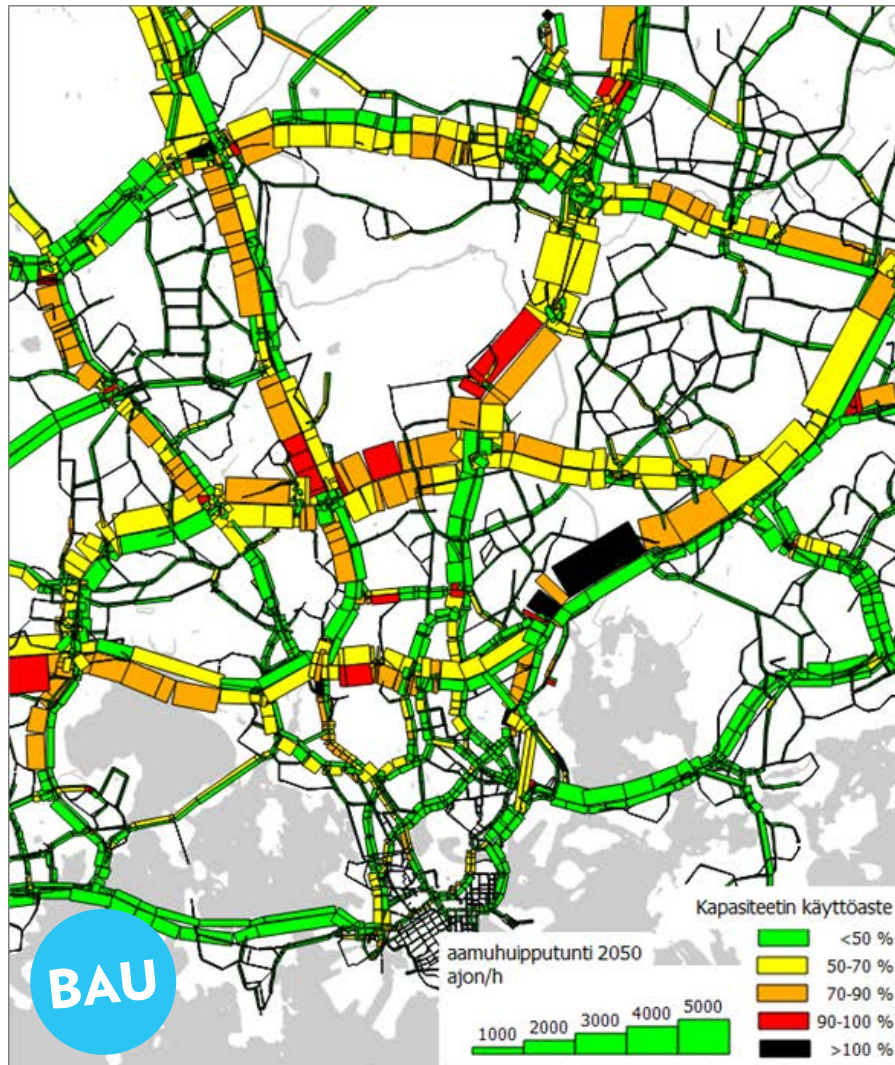 BAU
aamuhuipputunti 2050
ajon/h
1000 2000 3000 4000 5000
Kapasiteetin käyttöaste
<50 %
50-70 %
70-90 %
90-100 %
>100 %